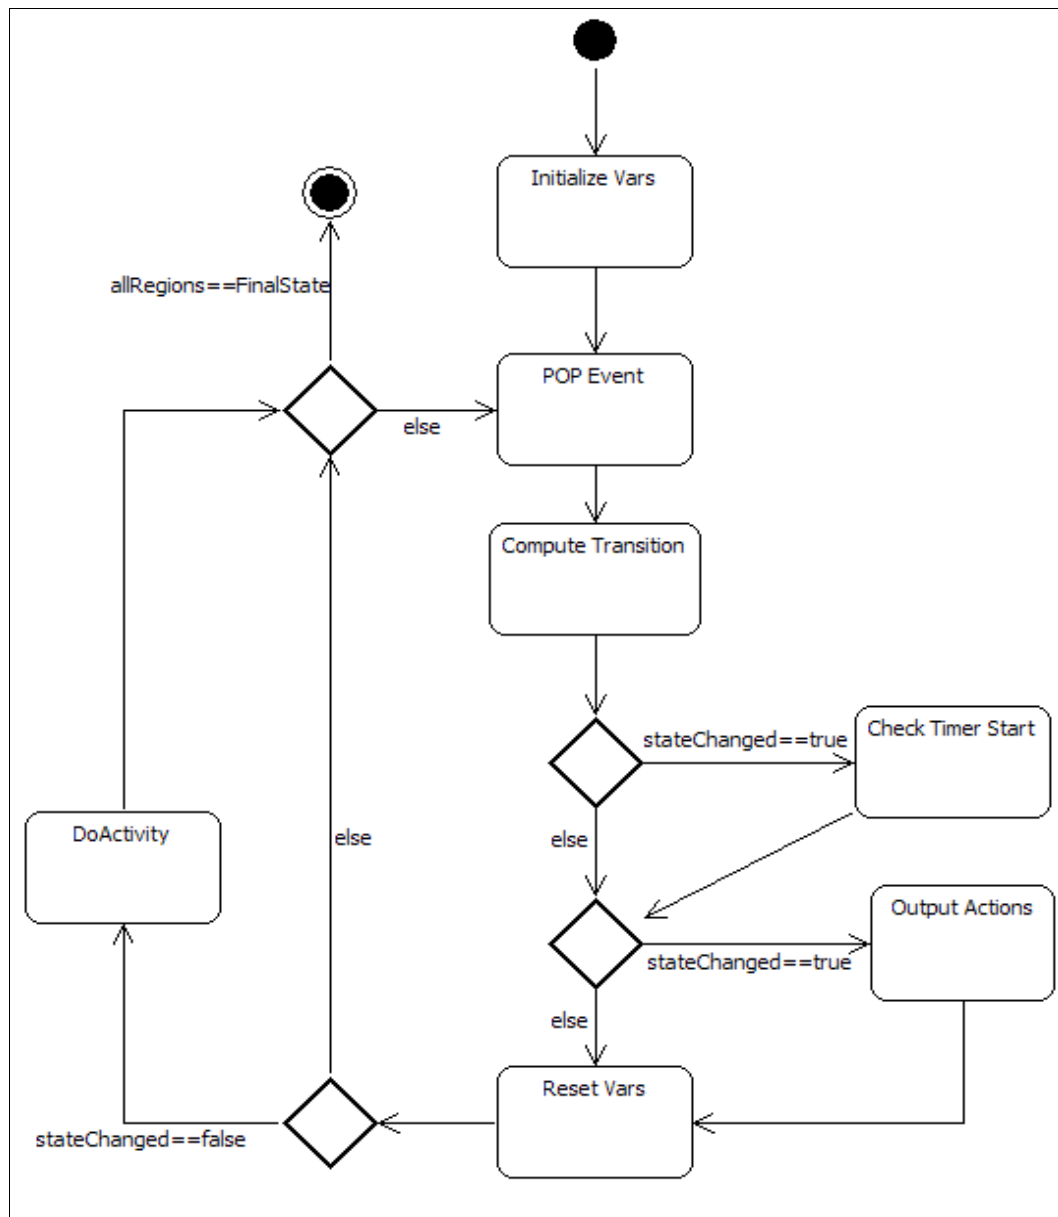 Initialize Vars
allRegions==FinalState
POP Event
else
Compute Transition
stateChanged==true
Check Timer Start
DoActivity
else
else
Output Actions
stateChanged==true
else
Reset Vars
stateChanged==false